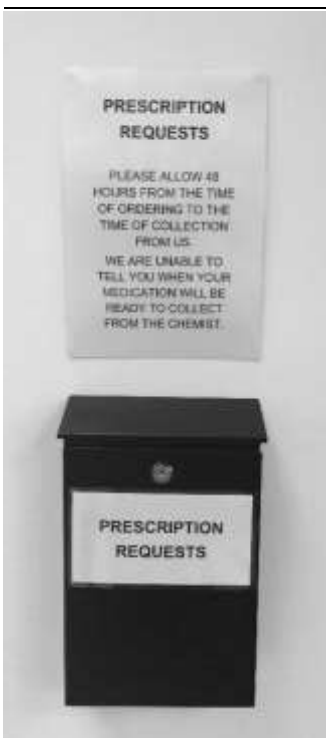 PRESCRIPTION
REQUESTS
PLEASE ALLOW 48
HOURS FROM THE TIME
OF ORDERING TO THE
TIME OF COLLECTION
FROM US.
WE ARE UNABLE TO
TELL YOU WHEN YOUR
MEDICATION WILL BE
READY TO COLLECT
FROM THE CHEMIST.
PRESCRIPTION
REQUESTS